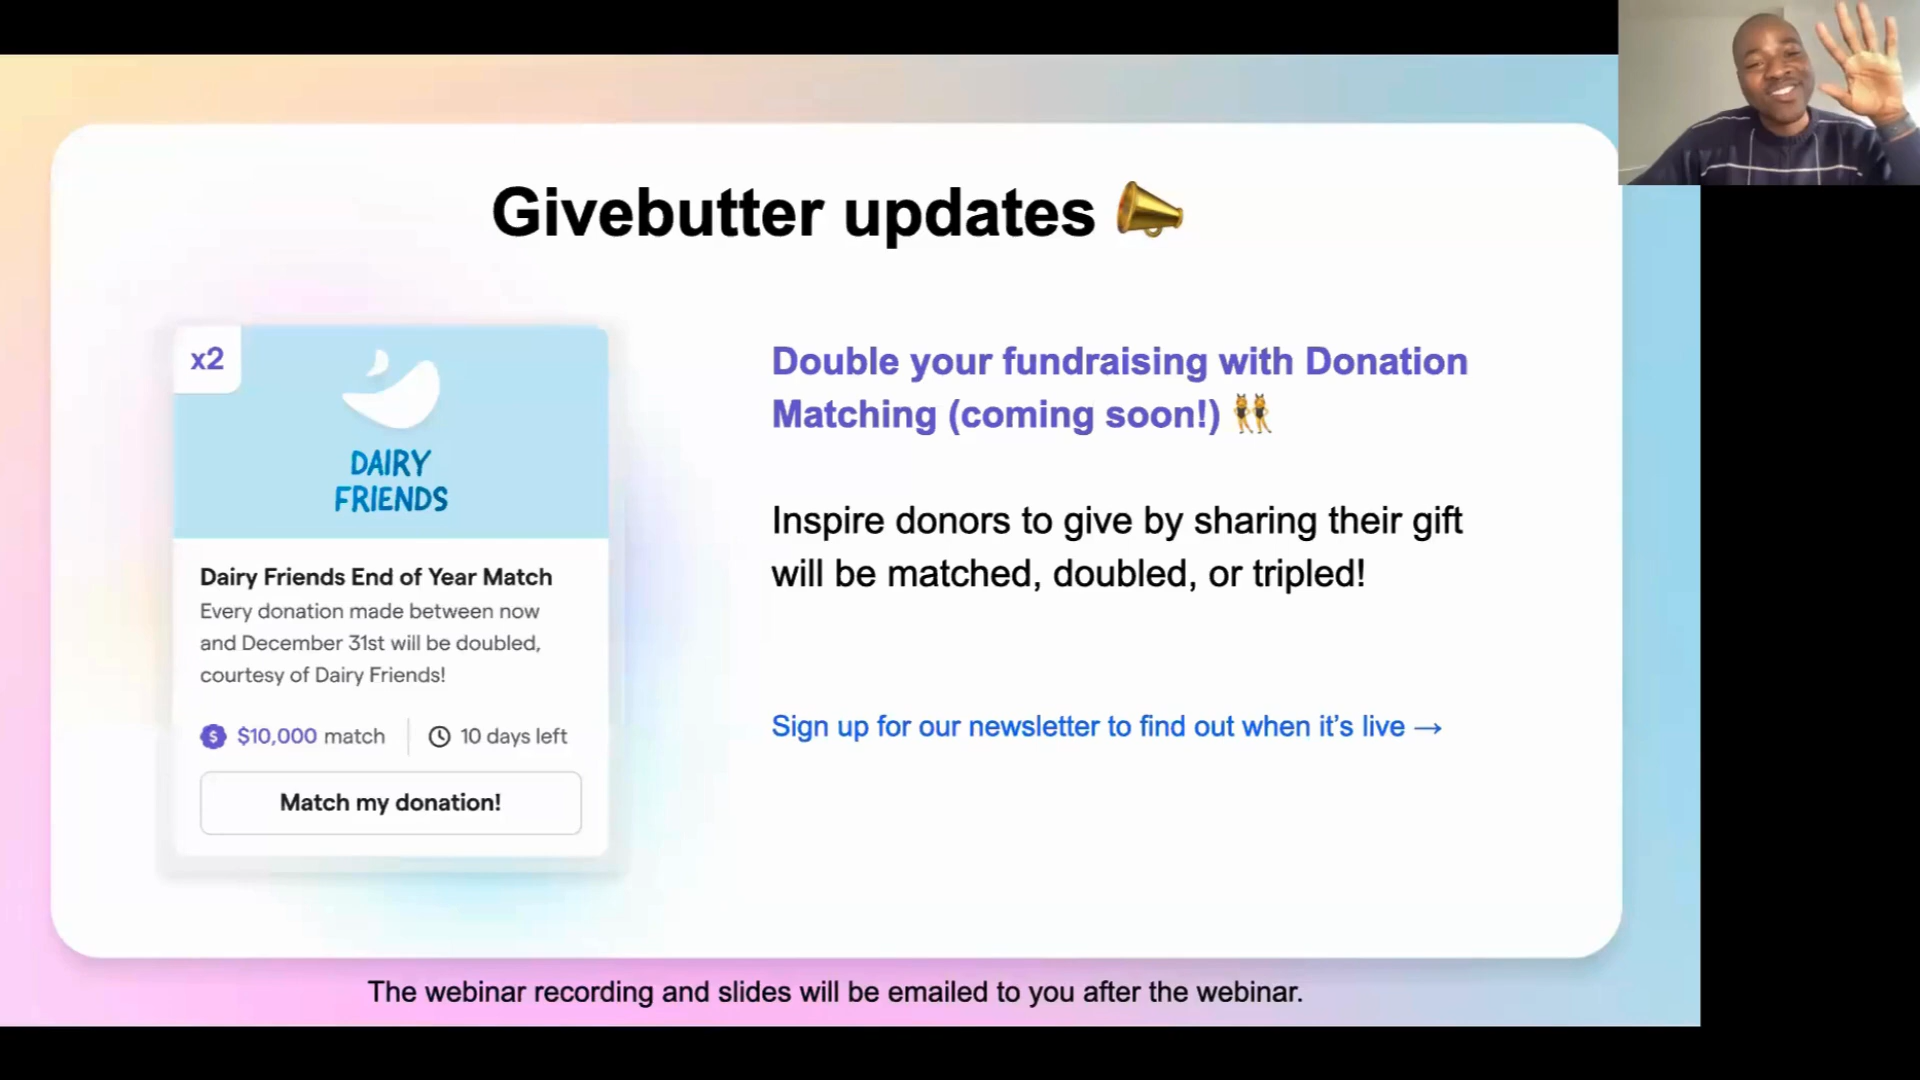 Givebutter updates
x2
DAIRY
FRIENDS
Dairy Friends End of Year Match
Every donation made between now
and December 31st will be doubled,
courtesy of Dairy Friends!
$10,000 match
10 days left
Match my donation!
Double your fundraising with Donation
Matching (coming soon!)
Inspire donors to give by sharing their gift
will be matched, doubled, or tripled!
Sign up for our newsletter to find out when it’s live →
The webinar recording and slides will be emailed to you after the webinar.